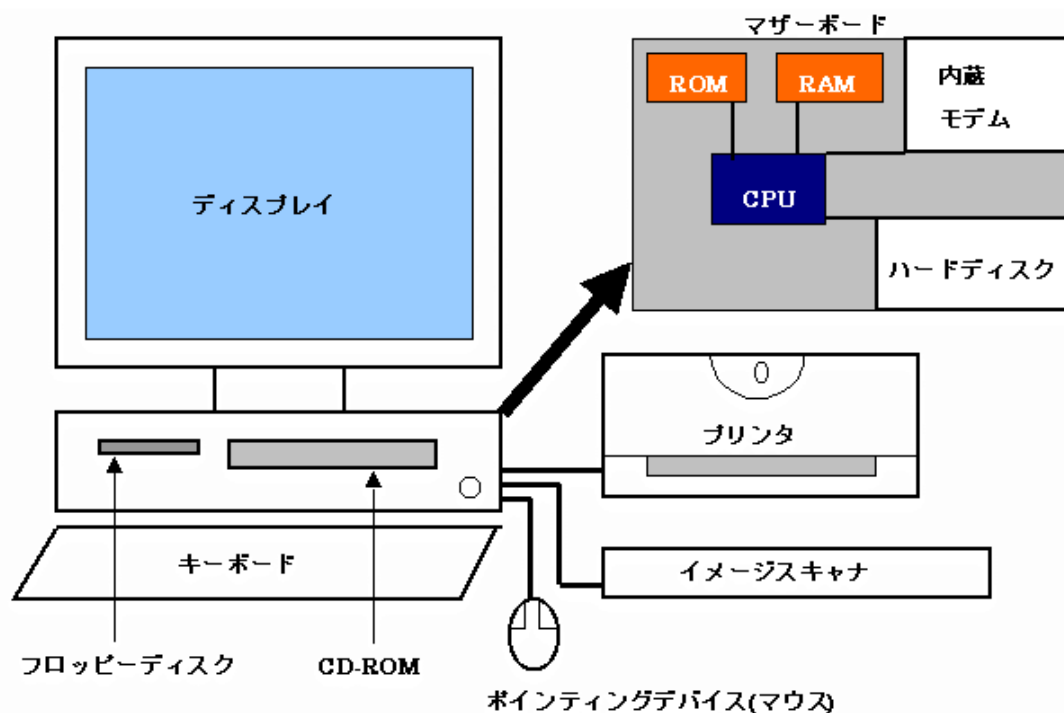 マザーボード
ROM
RAM
内蔵
モデム
CPU
ハードディスク
ディスプレイ
プリンタ
キーボード
イメージスキャナ
フロッピーディスク
CD-ROM
ポインティングデバイス(マウス)